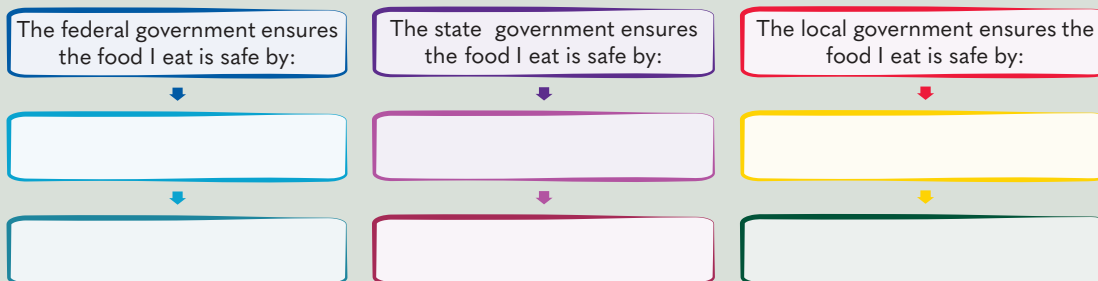 The federal government ensures
the food I eat is safe by:
The state government ensures
the food I eat is safe by:
The local government ensures the
food I eat is safe by: